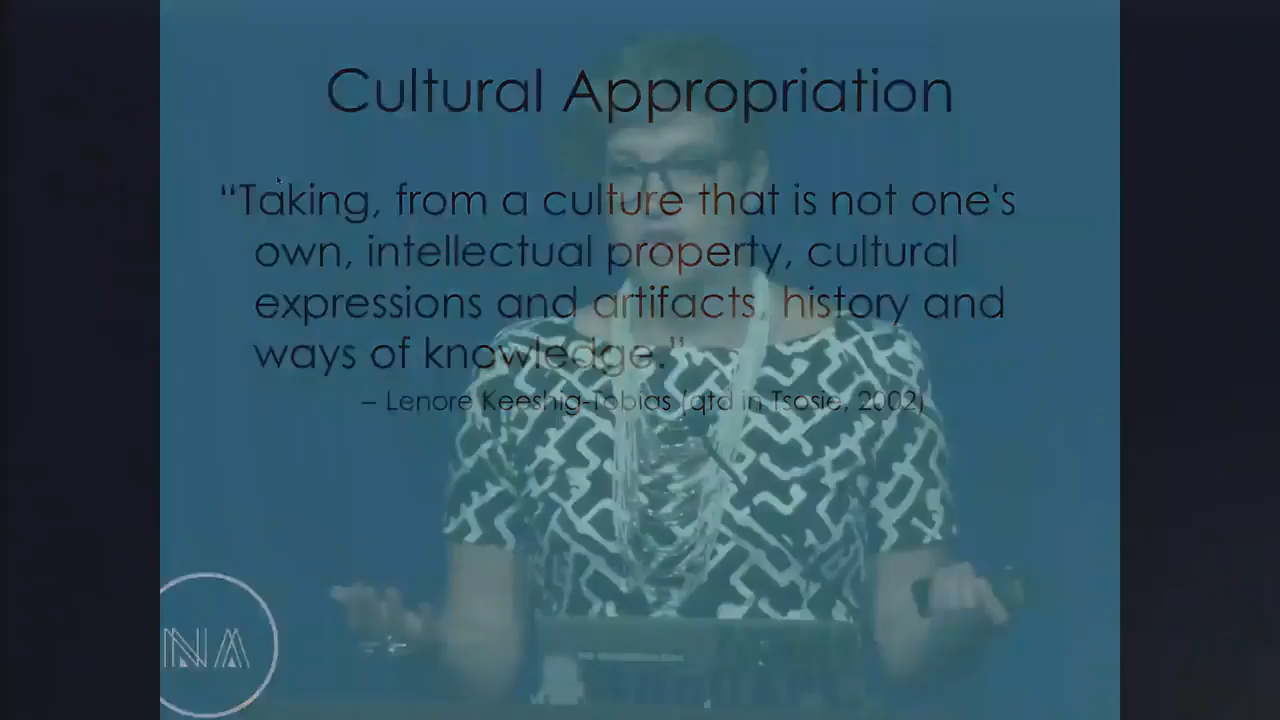 Cultural Appropriation
“Taking, from a culture that is not one's
own, intellectual property, cultural
expressions and artifacts, history and
ways of knowledge.”
– Lenore Keeshig-Tobias (qtd in Tsosie, 2002)
NA